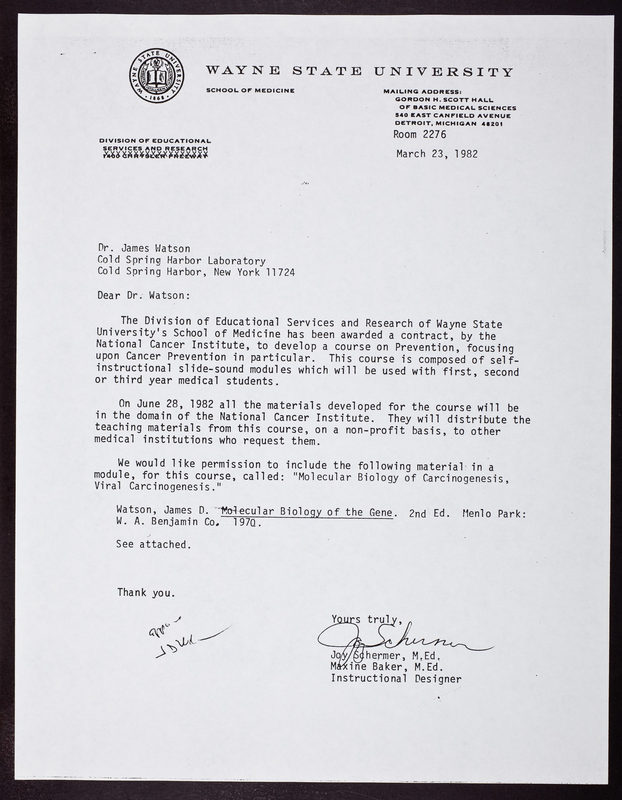 WAYNE STATE UNIVERSITY
1868
WAYNE STATE UNIVERSITY
SCHOOL OF MEDICINE
MAILING ADDRESS:
GORDON H. SCOTT HALL
OF BASIC MEDICAL SCIENCES
540 EAST CANFIELD AVENUE
DETROIT, MICHIGAN 48201
Room 2276
DIVISION OF EDUCATIONAL
SERVICES AND RESEARCH
1400 CHRYSLER FREEWAY
March 23, 1982
Dr. James Watson
Cold Spring Harbor Laboratory
Cold Spring Harbor, New York 11724
Dear Dr. Watson:
The Division of Educational Services and Research of Wayne State
University's School of Medicine has been awarded a contract, by the
National Cancer Institute, to develop a course on Prevention, focusing
upon Cancer Prevention in particular. This course is composed of self-
instructional slide-sound modules which will be used with first, second
or third year medical students.
On June 28, 1982 all the materials developed for the course will be
in the domain of the National Cancer Institute. They will distribute the
teaching materials from this course, on a non-profit basis, to other
medical institutions who request them.
We would like permission to include the following material in a
module, for this course, called: "Molecular Biology of Carcinogenesis,
Viral Carcinogenesis."
Watson, James D. Molecular Biology of the Gene. 2nd Ed. Menlo Park:
W. A. Benjamin Co. 1970.
See attached.
Thank you.
Yours truly,
Joy Schermer, M.Ed.
Maxine Baker, M.Ed.
Instructional Designer